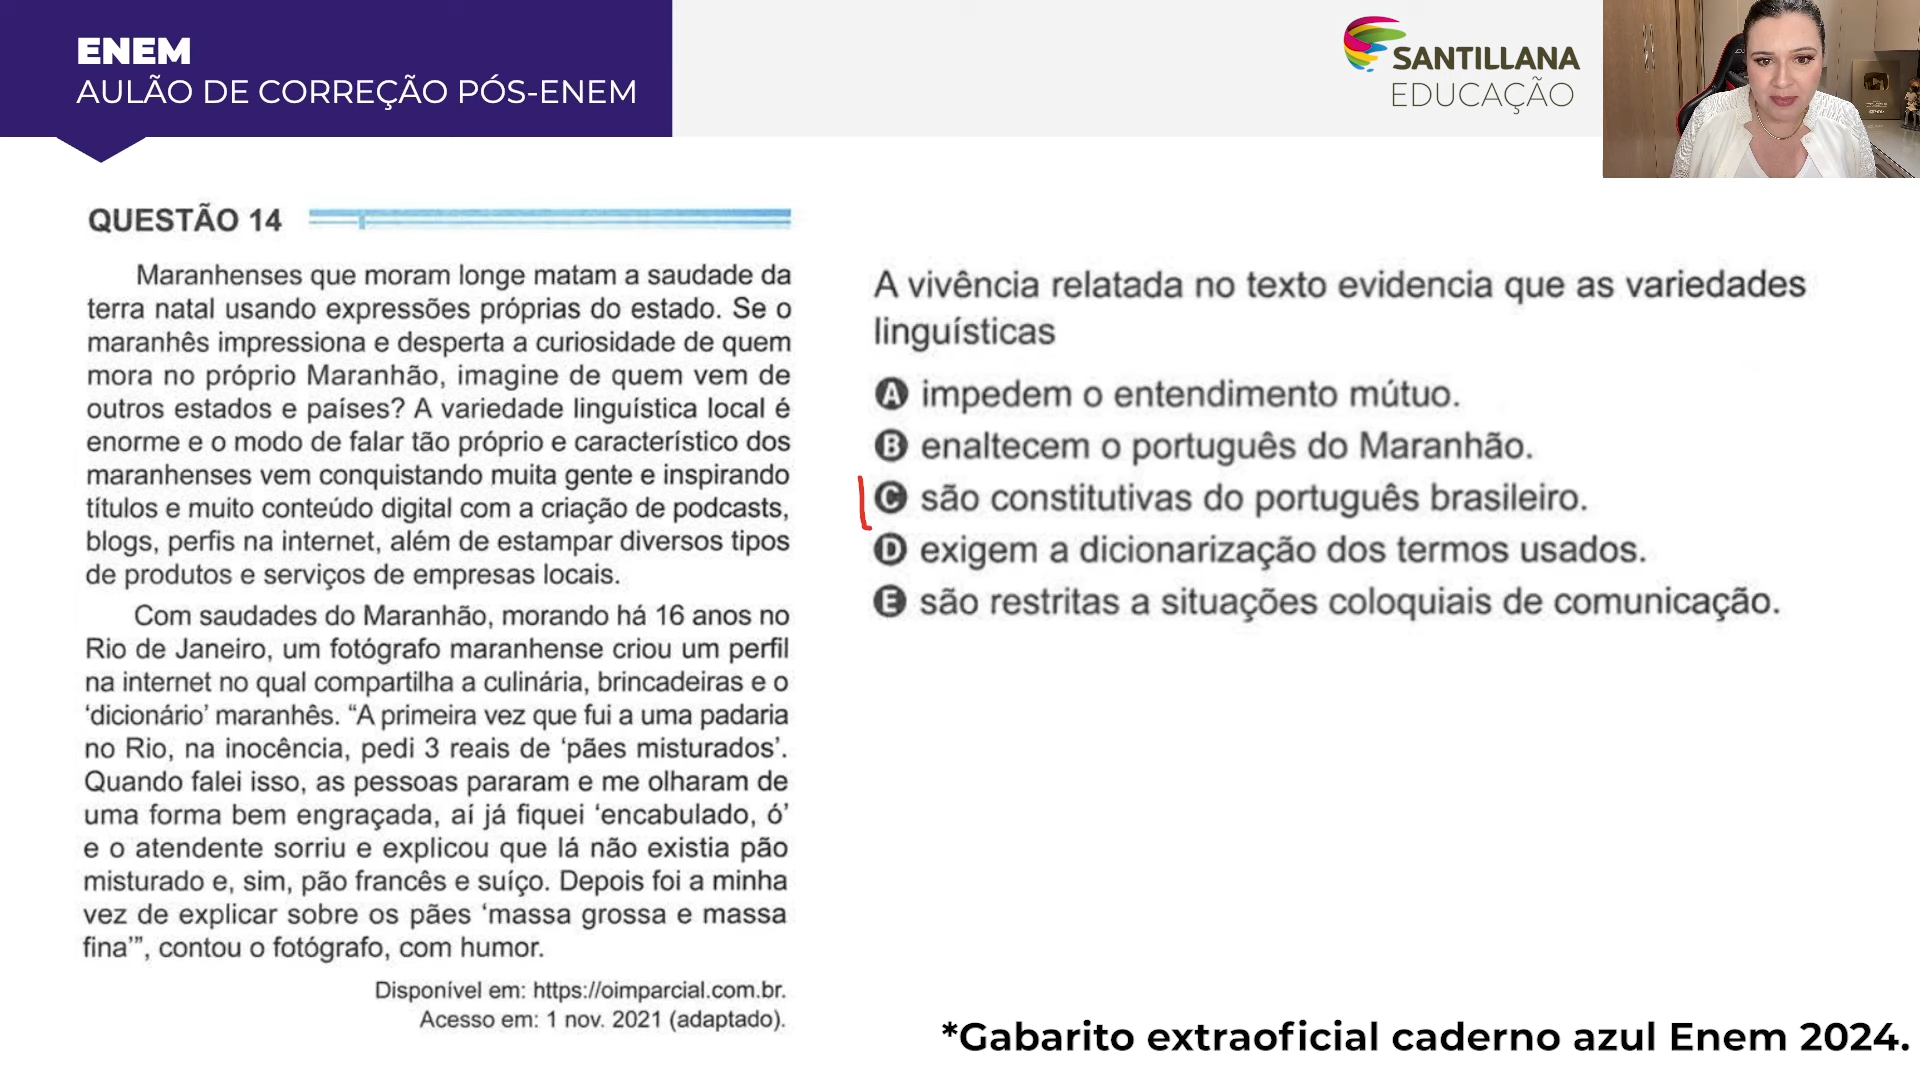 ENEM
AULÃO DE CORREÇÃO PÓS-ENEM
SANTILLANA
EDUCAÇÃO
QUESTÃO 14
Maranhenses que moram longe matam a saudade da
terra natal usando expressões próprias do estado. Se o
maranhês impressiona e desperta a curiosidade de quem
mora no próprio Maranhão, imagine de quem vem de
outros estados e países? A variedade linguística local é
enorme e o modo de falar tão próprio e característico dos
maranhenses vem conquistando muita gente e inspirando
títulos e muito conteúdo digital com a criação de podcasts,
blogs, perfis na internet, além de estampar diversos tipos
de produtos e serviços de empresas locais.
Com saudades do Maranhão, morando há 16 anos no
Rio de Janeiro, um fotógrafo maranhense criou um perfil
na internet no qual compartilha a culinária, brincadeiras e o
‘dicionário’ maranhês. “A primeira vez que fui a uma padaria
no Rio, na inocência, pedi 3 reais de ‘pães misturados’.
Quando falei isso, as pessoas pararam e me olharam de
uma forma bem engraçada, aí já fiquei ‘encabulado, ó’
e o atendente sorriu e explicou que lá não existia pão
misturado e, sim, pão francês e suíço. Depois foi a minha
vez de explicar sobre os pães ‘massa grossa e massa
fina’”, contou o fotógrafo, com humor.
Disponível em: https://oimparcial.com.br.
Acesso em: 1 nov. 2021 (adaptado).
A vivência relatada no texto evidencia que as variedades
linguísticas
A impedem o entendimento mútuo.
B enaltecem o português do Maranhão.
C são constitutivas do português brasileiro.
D exigem a dicionarização dos termos usados.
E são restritas a situações coloquiais de comunicação.
*Gabarito extraoficial caderno azul Enem 2024.